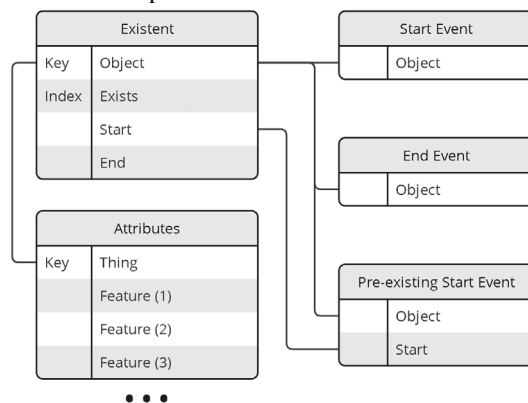 Existent
Key Object
Index Exists
Start
End
Attributes
Key Thing
Feature (1)
Feature (2)
Feature (3)
Start Event
Object
End Event
Object
Pre-existing Start Event
Object
Start